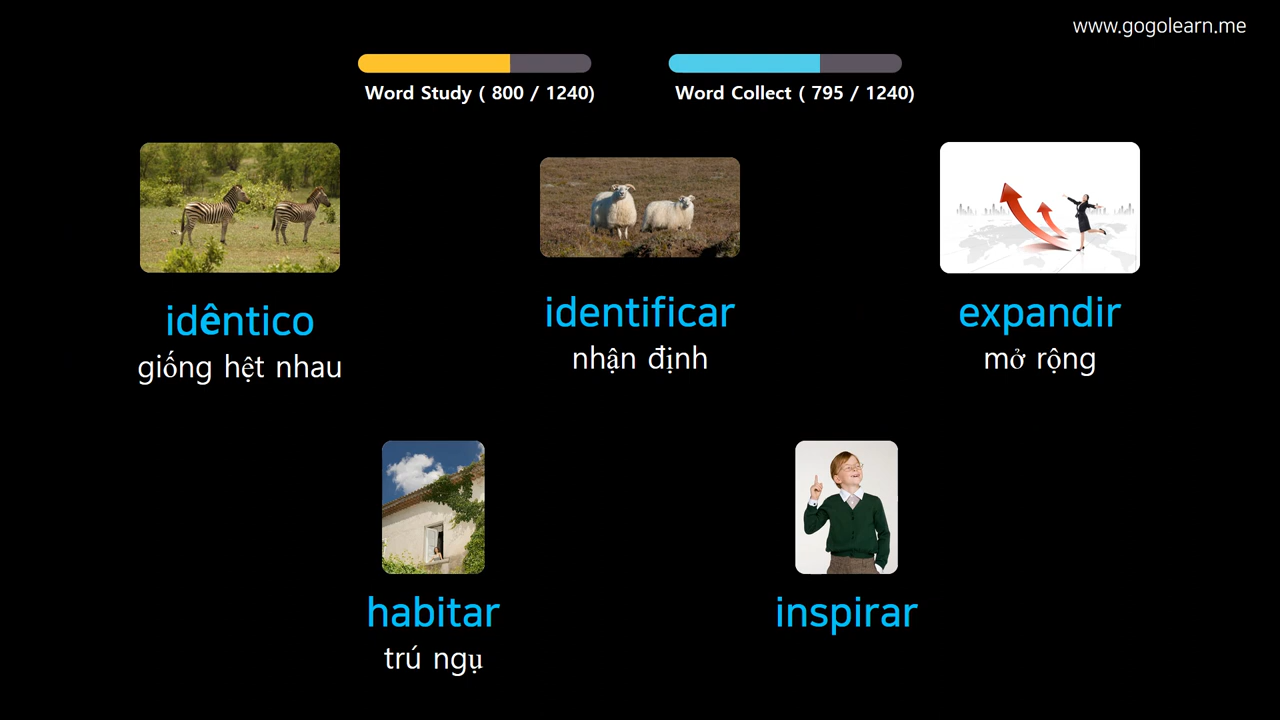 www.gogolearn.me
Word Study ( 800 / 1240)
Word Collect ( 795 / 1240)
idêntico
giống hệt nhau
identificar
nhận định
expandir
mở rộng
habitar
trú ngụ
inspirar